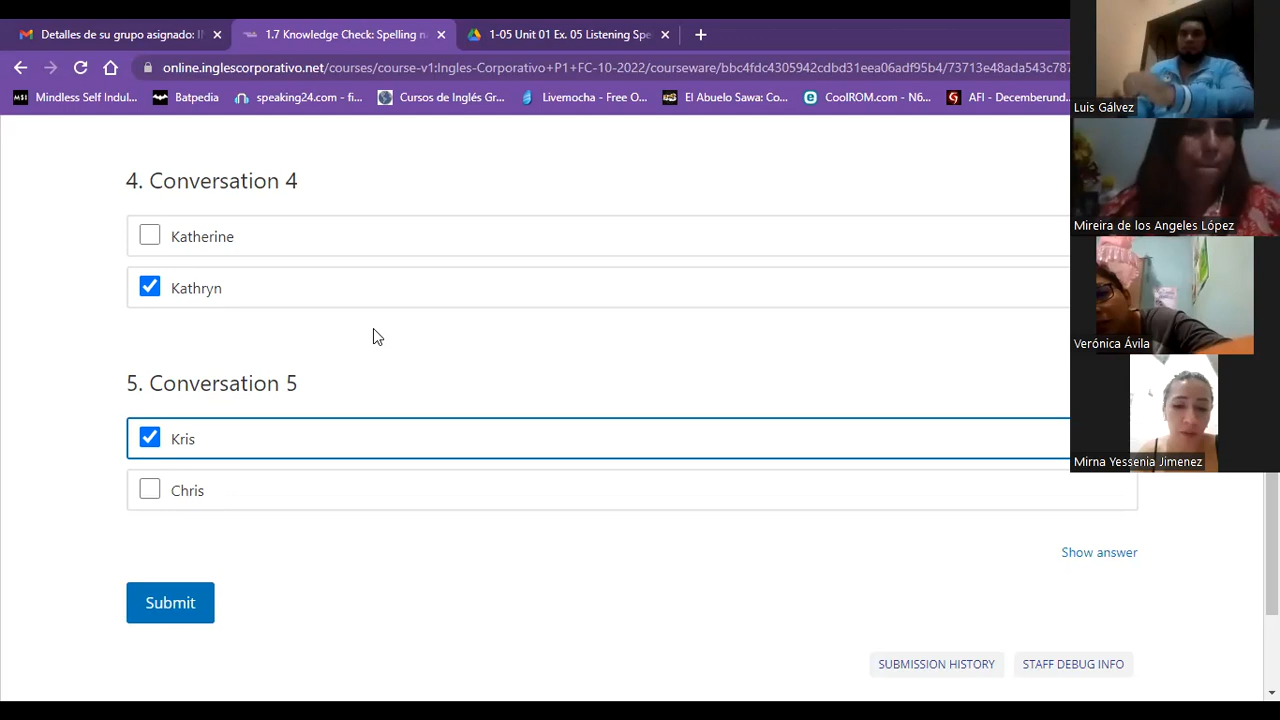 Detalles de su grupo asignado: I
1.7 Knowledge Check: Spelling n
1-05 Unit 01 Ex. 05 Listening Spe
online.inglescorporativo.net/courses/course-v1:Ingles-Corporativo+P1+FC-10-2022/courseware/bbc4fdc4305942cdbd31eea06adf95b4/73713e48ada543c787
Mindless Self Indul...
Batpedia
speaking24.com - fi...
Cursos de Inglés Gr...
Livemocha - Free O...
El Abuelo Sawa: Co...
CoolROM.com - N6...
AFI - Decemberund...
4. Conversation 4
Katherine
Kathryn
5. Conversation 5
Kris
Chris
Show answer
Submit
SUBMISSION HISTORY
STAFF DEBUG INFO
Luis Gálvez
Mireira de los Angeles López
Verónica Ávila
Mirna Yessenia Jimenez